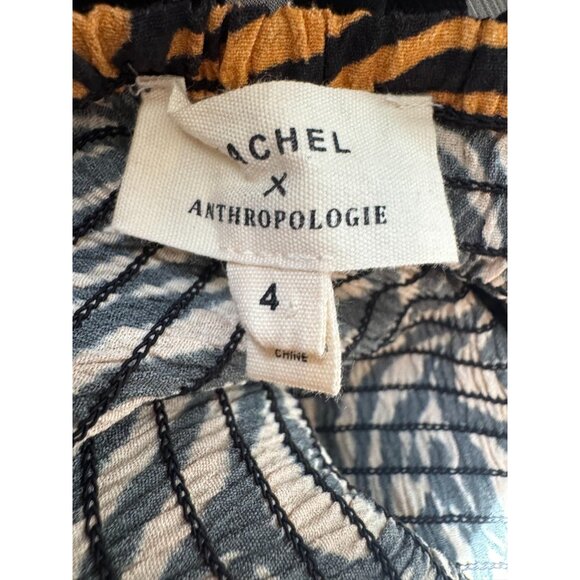 ACHEL
X
ANTHROPOLOGIE
4
CHINE